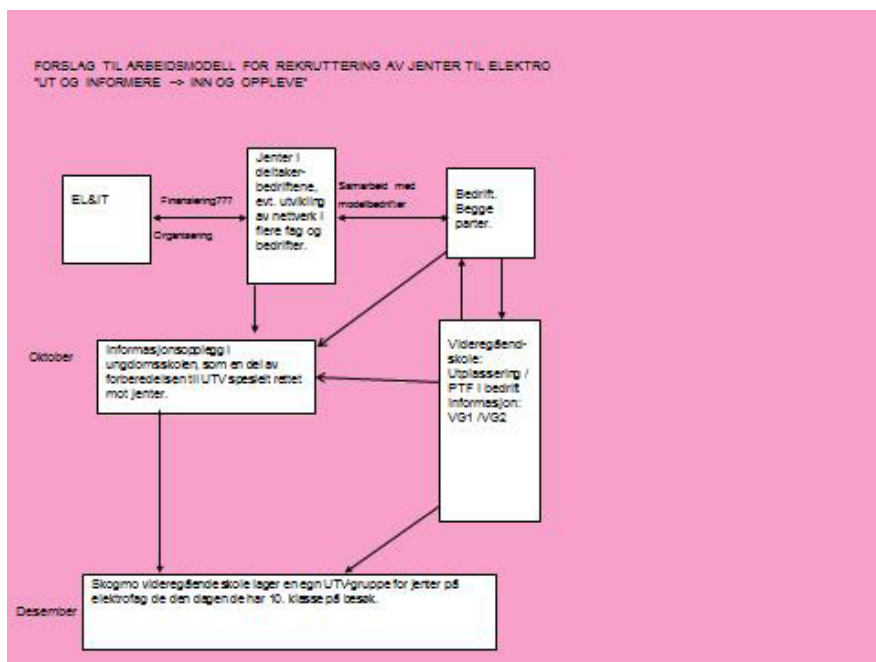 FORSLAG TIL ARBEIDSMODELL FOR REKRUTTERING AV JENTER TIL ELEKTRO
"UT OG INFORMERE --> INN OG OPPLEVE"
Jenter i
deltaker-
bedriftene,
evt. utvikling
av nettverk i
flere fag og
bedrifter.
EL&IT
Finansiering???
Organisering
Samarbeid med
modellbedrifter
Bedrift.
Begge
parter.
Oktober
Informasjonsopplegg i
ungdomsskolen, som en del av
forberedelsen til UTV spesielt rettet
mot jenter.
Videregåend-
skole:
Utplassering /
PTF i bedrift
Informasjon:
VG1 /VG2
Desember
Skogmo videregående skole lager en egn UTV-gruppe for jenter på
elektrofag de den dagen de har 10. klasse på besøk.